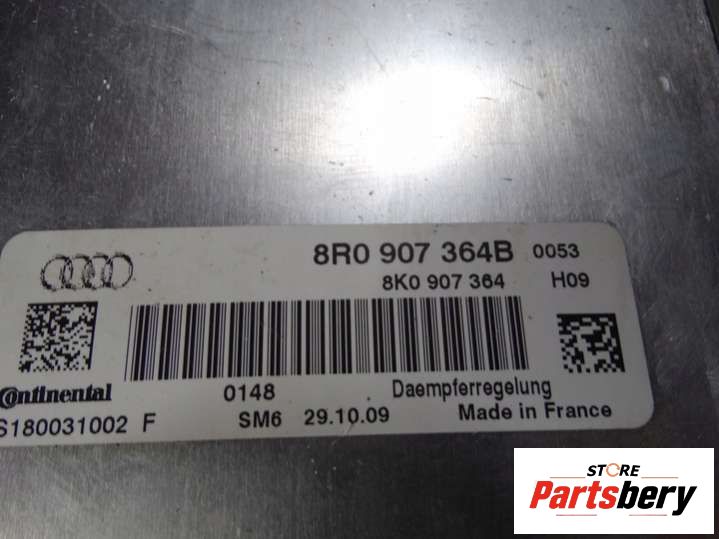 8R0 907 364B 0053
8K0 907 364 H09
Continental 0148 Daempferregelung
S180031002 F SM6 29.10.09 Made in France
STORE
Partsbery